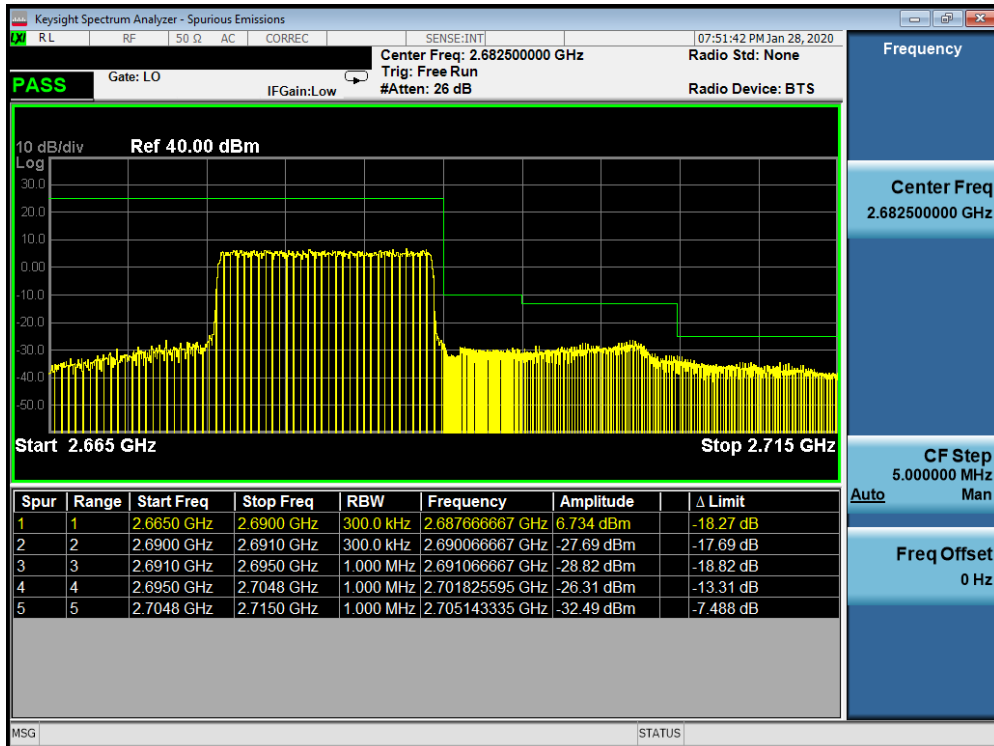 Keysight Spectrum Analyzer - Spurious Emissions
LXI RL RF 50 Ω AC CORREC SENSE:INT 07:51:42 PM Jan 28, 2020
Center Freq: 2.682500000 GHz Radio Std: None
PASS Gate: LO Trig: Free Run
IFGain:Low #Atten: 26 dB Radio Device: BTS
10 dB/div Ref 40.00 dBm
Log
30.0
20.0
10.0
0.00
-10.0
-20.0
-30.0
-40.0
-50.0
Start 2.665 GHz Stop 2.715 GHz
Spur Range Start Freq Stop Freq RBW Frequency Amplitude Δ Limit
1 1 2.6650 GHz 2.6900 GHz 300.0 kHz 2.687666667 GHz 6.734 dBm -18.27 dB
2 2 2.6900 GHz 2.6910 GHz 300.0 kHz 2.690066667 GHz -27.69 dBm -17.69 dB
3 3 2.6910 GHz 2.6950 GHz 1.000 MHz 2.691066667 GHz -28.82 dBm -18.82 dB
4 4 2.6950 GHz 2.7048 GHz 1.000 MHz 2.701825595 GHz -26.31 dBm -13.31 dB
5 5 2.7048 GHz 2.7150 GHz 1.000 MHz 2.705143335 GHz -32.49 dBm -7.488 dB
MSG STATUS
Frequency
Center Freq
2.682500000 GHz
CF Step
5.000000 MHz
Auto Man
Freq Offset
0 Hz